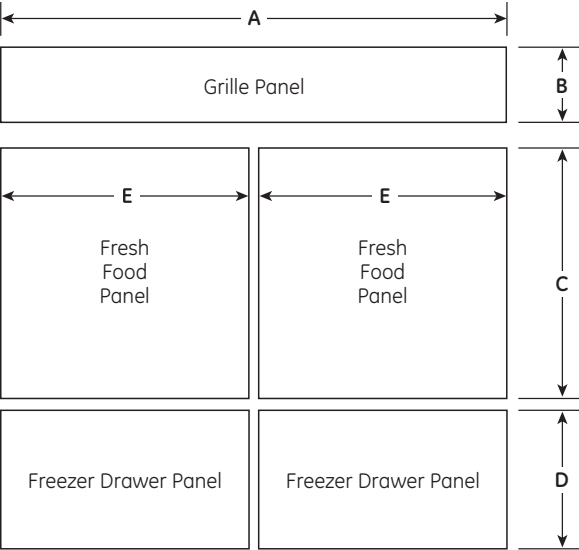 A
Grille Panel
B
E
E
Fresh
Food
Panel
Fresh
Food
Panel
C
Freezer Drawer Panel
Freezer Drawer Panel
D